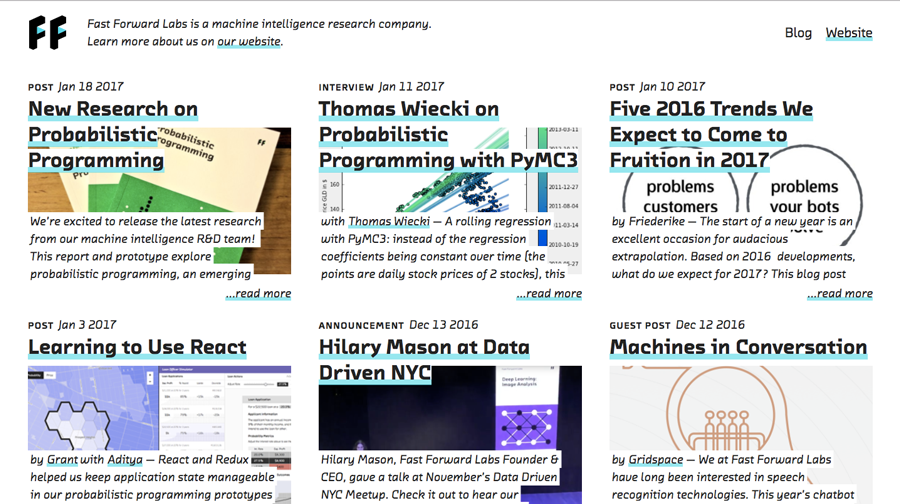 FF
Fast Forward Labs is a machine intelligence research company.
Learn more about us on our website.
Blog Website
POST Jan 18 2017
New Research on
Probabilistic
Programming
We're excited to release the latest research
from our machine intelligence R&D team!
This report and prototype explore
probabilistic programming, an emerging
...read more
INTERVIEW Jan 11 2017
Thomas Wiecki on
Probabilistic
Programming with PyMC3
2013-03-11
2011-12-27
2011-08-04
2010-10-19
160
140
with Thomas Wiecki — A rolling regression
with PyMC3: instead of the regression
coefficients being constant over time (the
points are daily stock prices of 2 stocks), this
...read more
POST Jan 10 2017
Five 2016 Trends We
Expect to Come to
Fruition in 2017
problems
customers
problems
your bots
by Friederike — The start of a new year is an
excellent occasion for audacious
extrapolation. Based on 2016 developments,
what do we expect for 2017? This blog post
...read more
POST Jan 3 2017
Learning to Use React
Loan Application
by Grant with Aditya — React and Redux
helped us keep application state manageable
in our probabilistic programming prototypes
ANNOUNCEMENT Dec 13 2016
Hilary Mason at Data
Driven NYC
Deep Learning:
Image Analysis
Hilary Mason, Fast Forward Labs Founder &
CEO, gave a talk at November's Data Driven
NYC Meetup. Check it out to hear our
GUEST POST Dec 12 2016
Machines in Conversation
by Gridspace — We at Fast Forward Labs
have long been interested in speech
recognition technologies. This year's chatbot